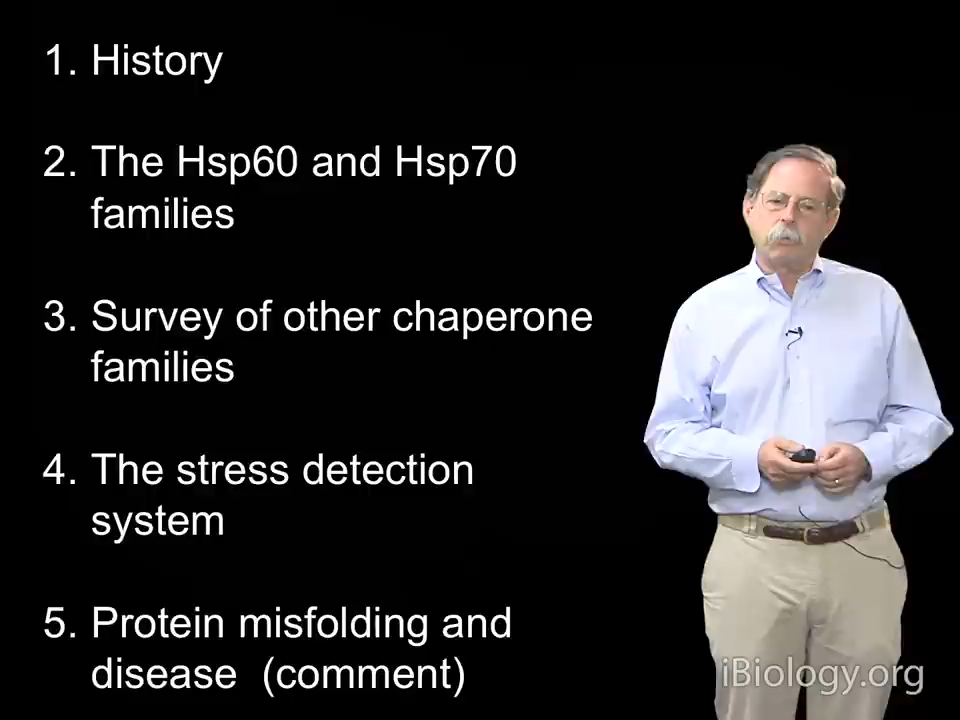 1. History
2. The Hsp60 and Hsp70
families
3. Survey of other chaperone
families
4. The stress detection
system
5. Protein misfolding and
disease (comment)
iBiology.org